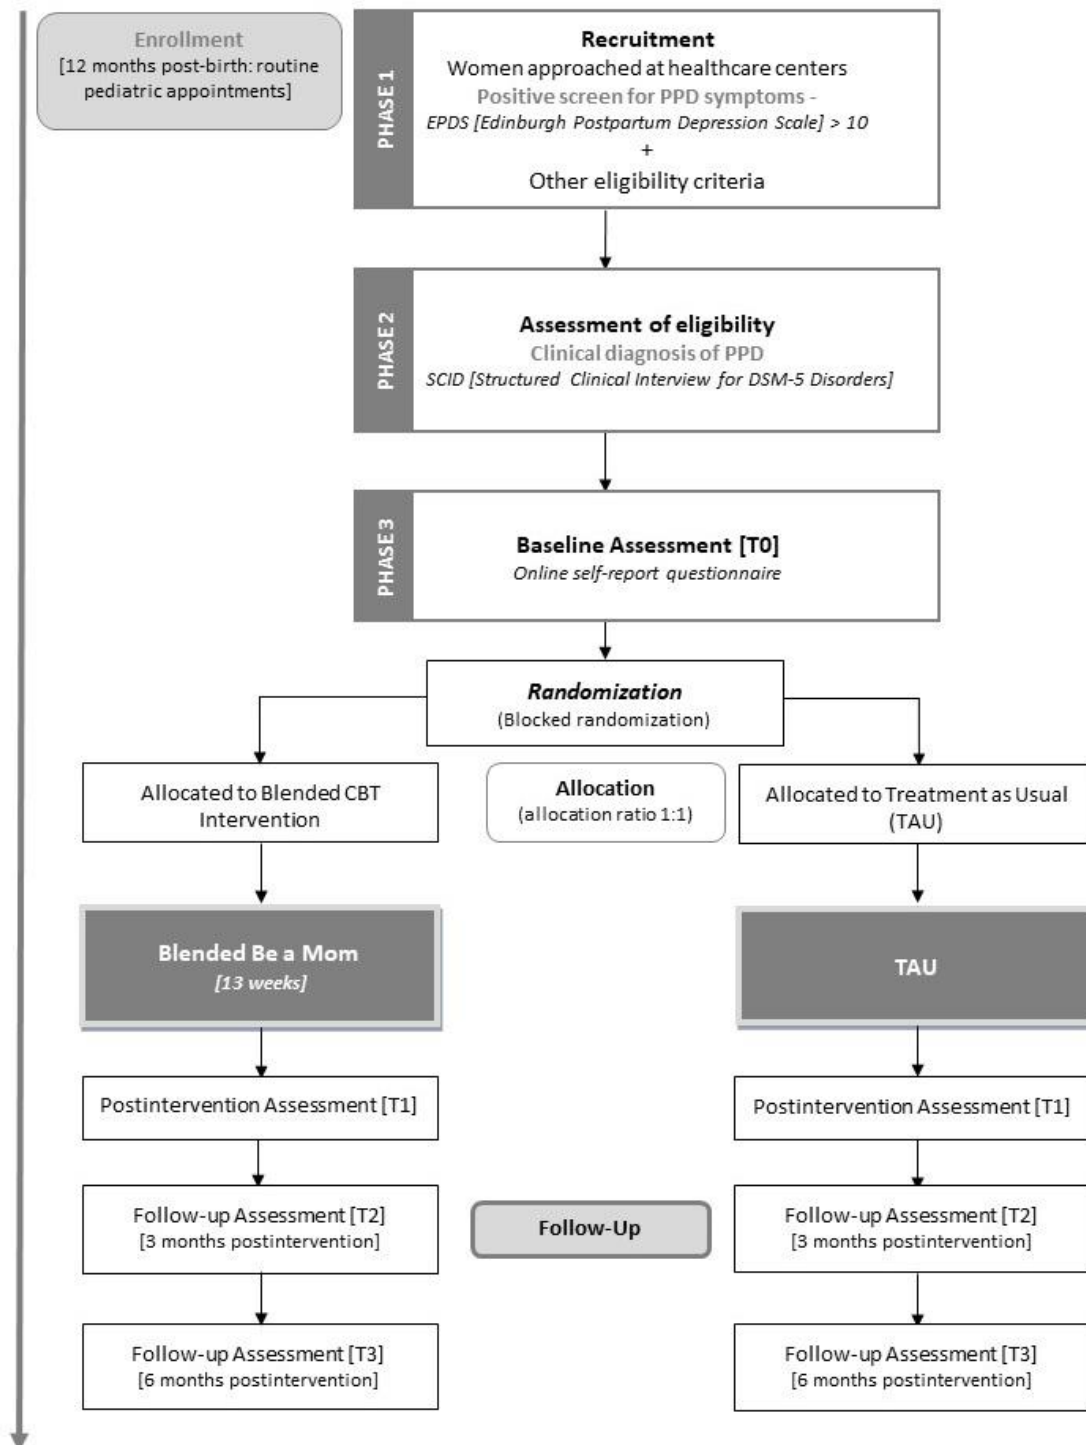 Enrollment
[12 months post-birth: routine
pediatric appointments]
PHASE 1
Recruitment
Women approached at healthcare centers
Positive screen for PPD symptoms -
EPDS [Edinburgh Postpartum Depression Scale] > 10
+
Other eligibility criteria
PHASE 2
Assessment of eligibility
Clinical diagnosis of PPD
SCID [Structured Clinical Interview for DSM-5 Disorders]
PHASE 3
Baseline Assessment [T0]
Online self-report questionnaire
Randomization
(Blocked randomization)
Allocated to Blended CBT
Intervention
Allocation
(allocation ratio 1:1)
Allocated to Treatment as Usual
(TAU)
Blended Be a Mom
[13 weeks]
TAU
Postintervention Assessment [T1]
Postintervention Assessment [T1]
Follow-up Assessment [T2]
[3 months postintervention]
Follow-Up
Follow-up Assessment [T2]
[3 months postintervention]
Follow-up Assessment [T3]
[6 months postintervention]
Follow-up Assessment [T3]
[6 months postintervention]